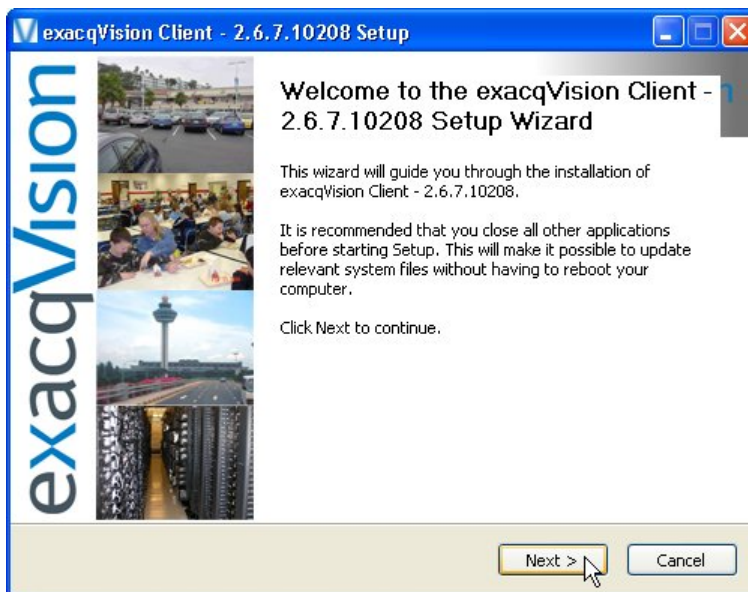 exacqVision Client - 2.6.7.10208 Setup
exacqVision
Welcome to the exacqVision Client -
2.6.7.10208 Setup Wizard
This wizard will guide you through the installation of
exacqVision Client - 2.6.7.10208.
It is recommended that you close all other applications
before starting Setup. This will make it possible to update
relevant system files without having to reboot your
computer.
Click Next to continue.
Next >
Cancel